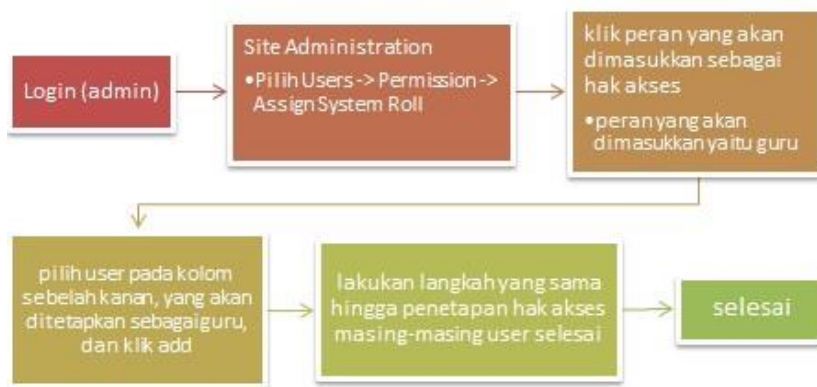 Login (admin)
Site Administration
•Pilih Users -> Permission ->
Assign System Roll
klik peran yang akan
dimasukkan sebagai
hak akses
•peran yang akan
dimasukkan yaitu guru
pilih user pada kolom
sebelah kanan, yang akan
ditetapkan sebagai guru,
dan klik add
lakukan langkah yang sama
hingga penetapan hak akses
masing-masing user selesai
selesai